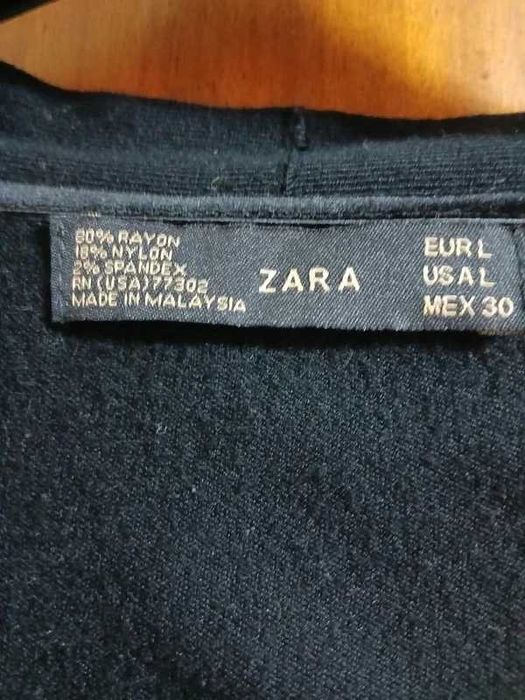 80% RAYON
18% NYLON
2% SPANDEX
RN (USA) 77302
MADE IN MALAYSIA
ZARA
EUR L
USA L
MEX 30